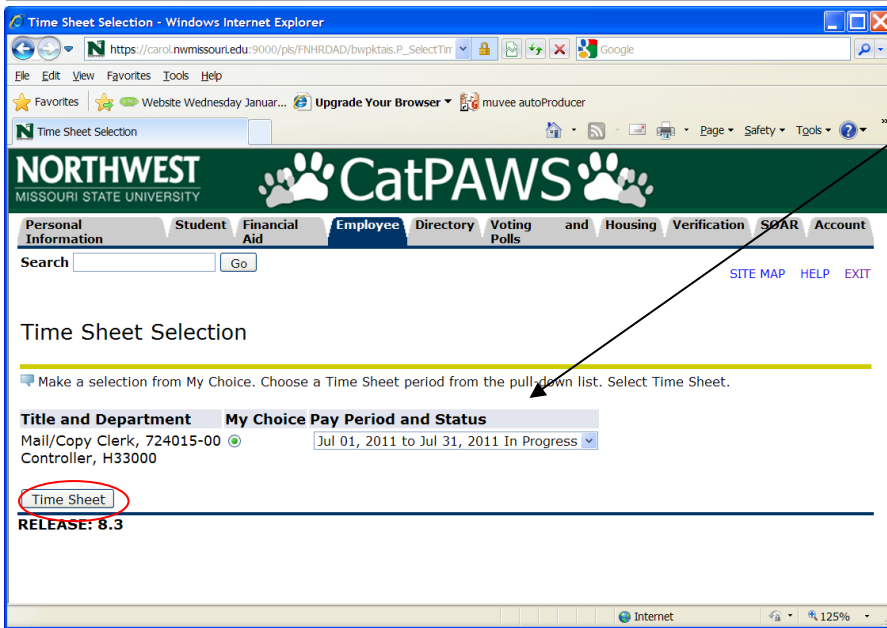 Time Sheet Selection - Windows Internet Explorer
N https://carol.nwmissouri.edu:9000/pls/FNHRDAD/bwpktais.P_SelectTim Google
File Edit View Favorites Tools Help
Favorites Website Wednesday Januar... Upgrade Your Browser muvee autoProducer
N Time Sheet Selection Page Safety Tools »
NORTHWEST
MISSOURI STATE UNIVERSITY
CatPAWS
Personal Information Student Financial Aid Employee Directory Voting and Polls Housing Verification SOAR Account
Search Go
SITE MAP HELP EXIT
Time Sheet Selection
Make a selection from My Choice. Choose a Time Sheet period from the pull-down list. Select Time Sheet.
Title and Department My Choice Pay Period and Status
Mail/Copy Clerk, 724015-00 Jul 01, 2011 to Jul 31, 2011 In Progress
Controller, H33000
Time Sheet
RELEASE: 8.3
Internet 125%